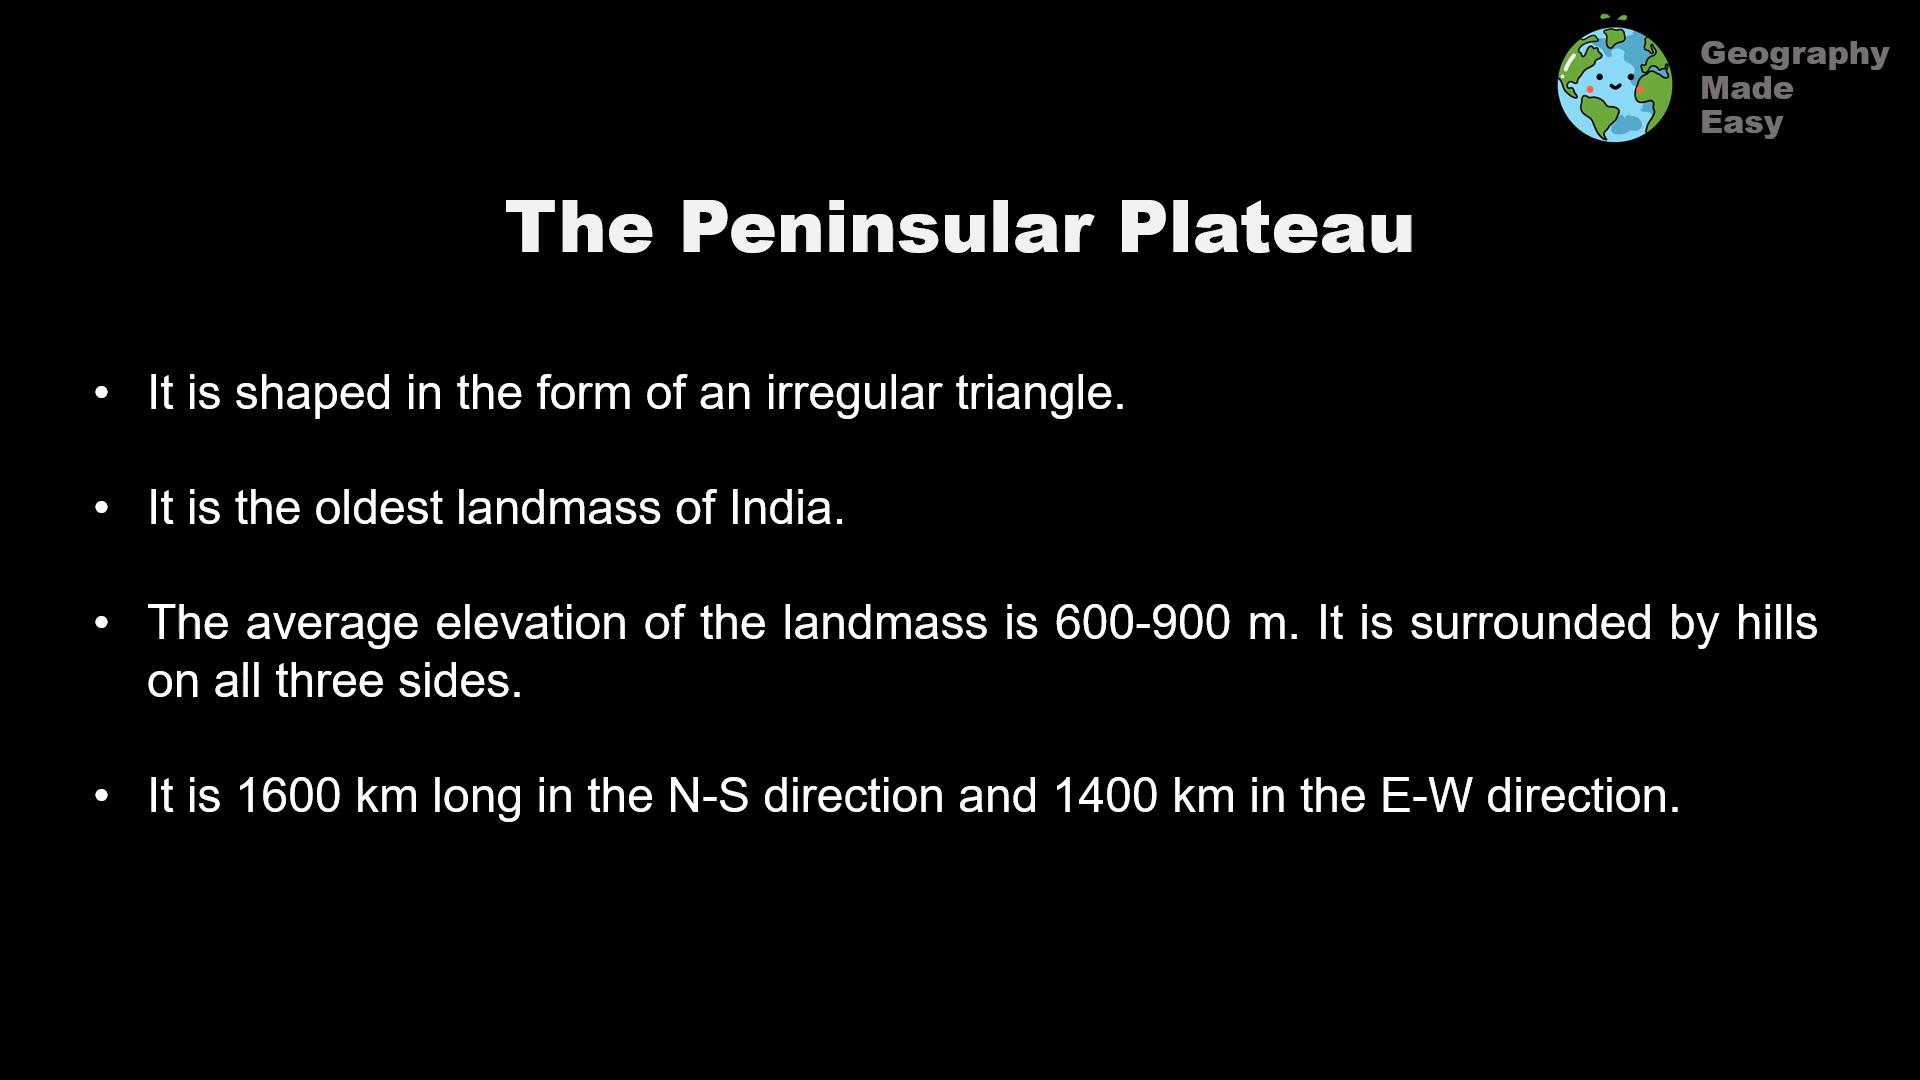 Geography
Made
Easy
The Peninsular Plateau
• It is shaped in the form of an irregular triangle.
• It is the oldest landmass of India.
• The average elevation of the landmass is 600-900 m. It is surrounded by hills
on all three sides.
• It is 1600 km long in the N-S direction and 1400 km in the E-W direction.